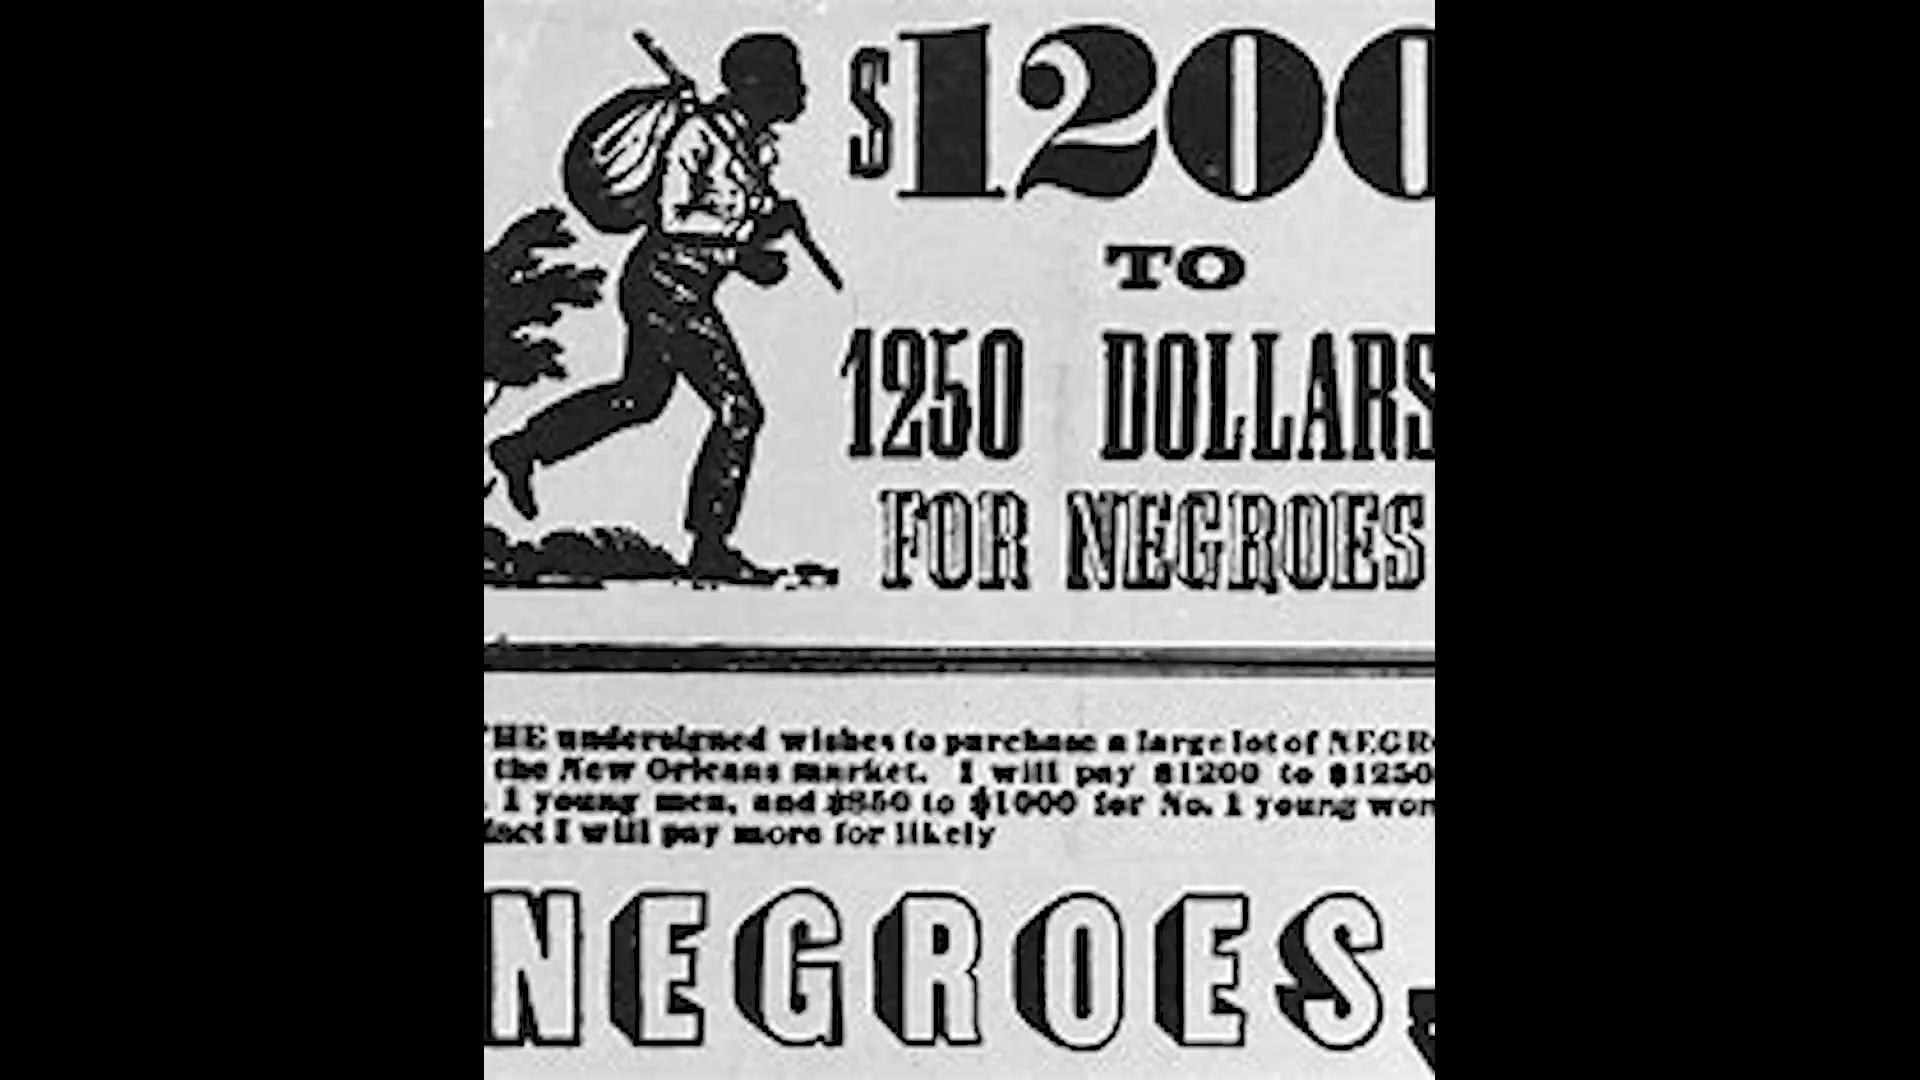 $1200
TO
1250 DOLLARS
FOR NEGROES
HE undersigned wishes to purchase a large lot of NEGR
the New Orleans market. I will pay $1200 to $1250
. 1 young men, and $850 to $1000 for No. 1 young wo
fact I will pay more for likely
NEGROES,